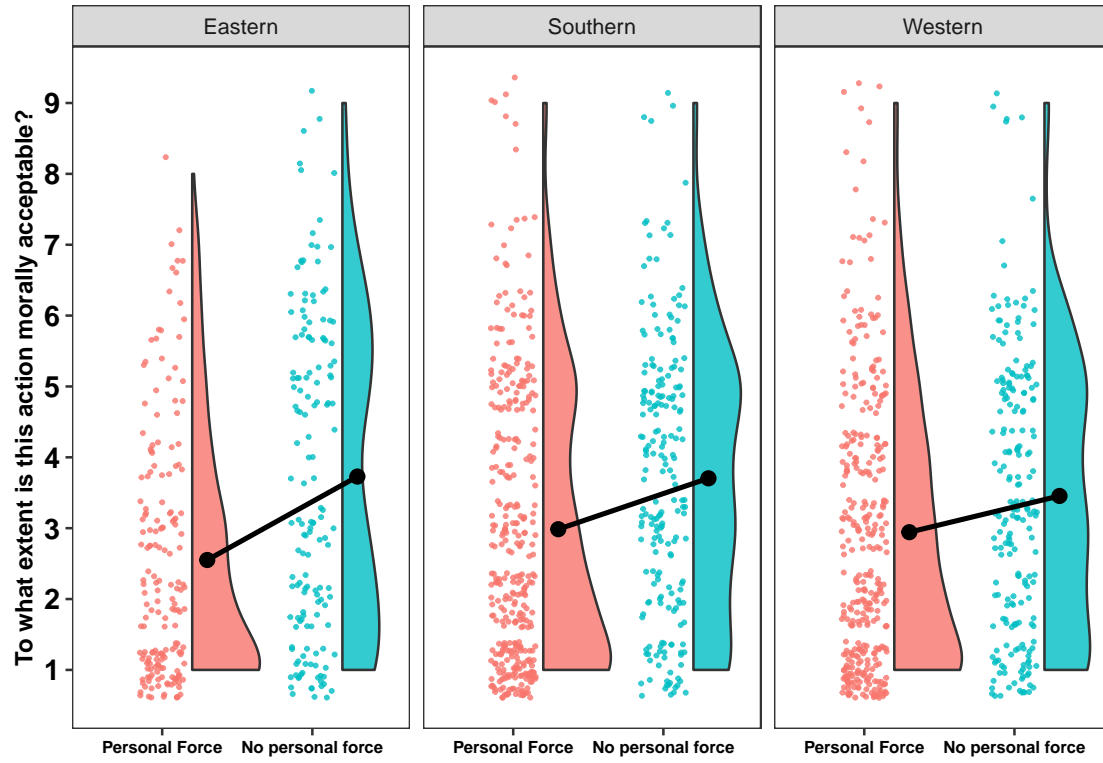 Eastern
Southern
Western
To what extent is this action morally acceptable?
9
8
7
6
5
4
3
2
1
Personal Force No personal force
Personal Force No personal force
Personal Force No personal force